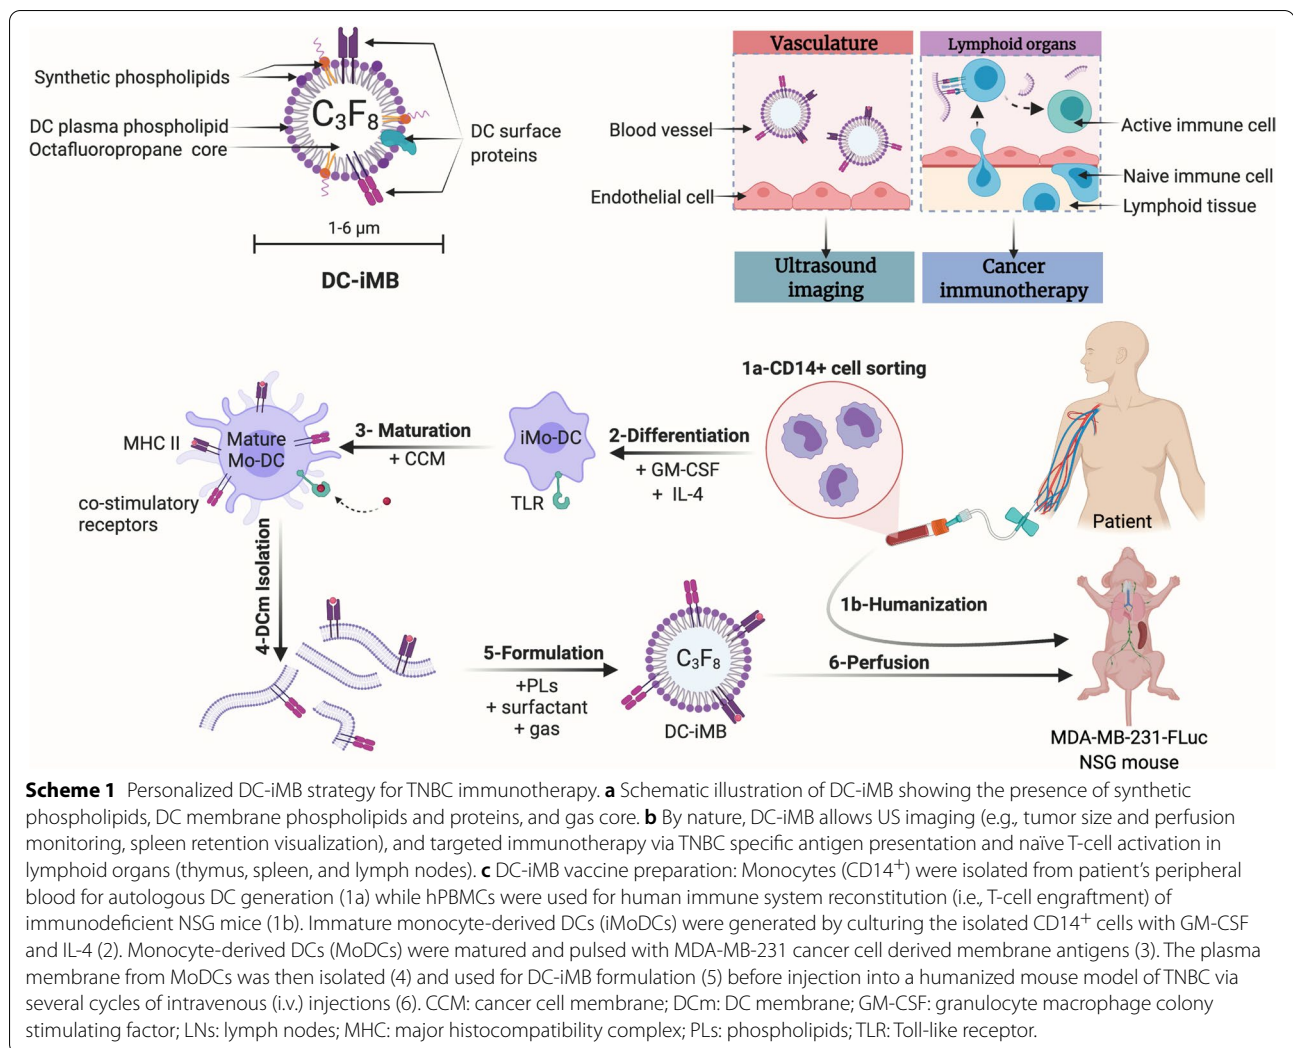 Synthetic phospholipids
DC plasma phospholipid
Octafluoropropane core
C₃F₈
DC surface
proteins
1-6 µm
DC-iMB
Vasculature
Lymphoid organs
Blood vessel
Endothelial cell
Active immune cell
Naive immune cell
Lymphoid tissue
Ultrasound
imaging
Cancer
immunotherapy
1a-CD14+ cell sorting
Patient
2-Differentiation
+ GM-CSF
+ IL-4
iMo-DC
TLR
3- Maturation
+ CCM
MHC II
Mature
Mo-DC
co-stimulatory
receptors
4-DCm Isolation
5-Formulation
+PLs
+ surfactant
+ gas
C₃F₈
DC-iMB
1b-Humanization
6-Perfusion
MDA-MB-231-FLuc
NSG mouse
Scheme 1 Personalized DC-iMB strategy for TNBC immunotherapy. a Schematic illustration of DC-iMB showing the presence of synthetic
phospholipids, DC membrane phospholipids and proteins, and gas core. b By nature, DC-iMB allows US imaging (e.g., tumor size and perfusion
monitoring, spleen retention visualization), and targeted immunotherapy via TNBC specific antigen presentation and naïve T-cell activation in
lymphoid organs (thymus, spleen, and lymph nodes). c DC-iMB vaccine preparation: Monocytes (CD14⁺) were isolated from patient's peripheral
blood for autologous DC generation (1a) while hPBMCs were used for human immune system reconstitution (i.e., T-cell engraftment) of
immunodeficient NSG mice (1b). Immature monocyte-derived DCs (iMoDCs) were generated by culturing the isolated CD14⁺ cells with GM-CSF
and IL-4 (2). Monocyte-derived DCs (MoDCs) were matured and pulsed with MDA-MB-231 cancer cell derived membrane antigens (3). The plasma
membrane from MoDCs was then isolated (4) and used for DC-iMB formulation (5) before injection into a humanized mouse model of TNBC via
several cycles of intravenous (i.v.) injections (6). CCM: cancer cell membrane; DCm: DC membrane; GM-CSF: granulocyte macrophage colony
stimulating factor; LNs: lymph nodes; MHC: major histocompatibility complex; PLs: phospholipids; TLR: Toll-like receptor.